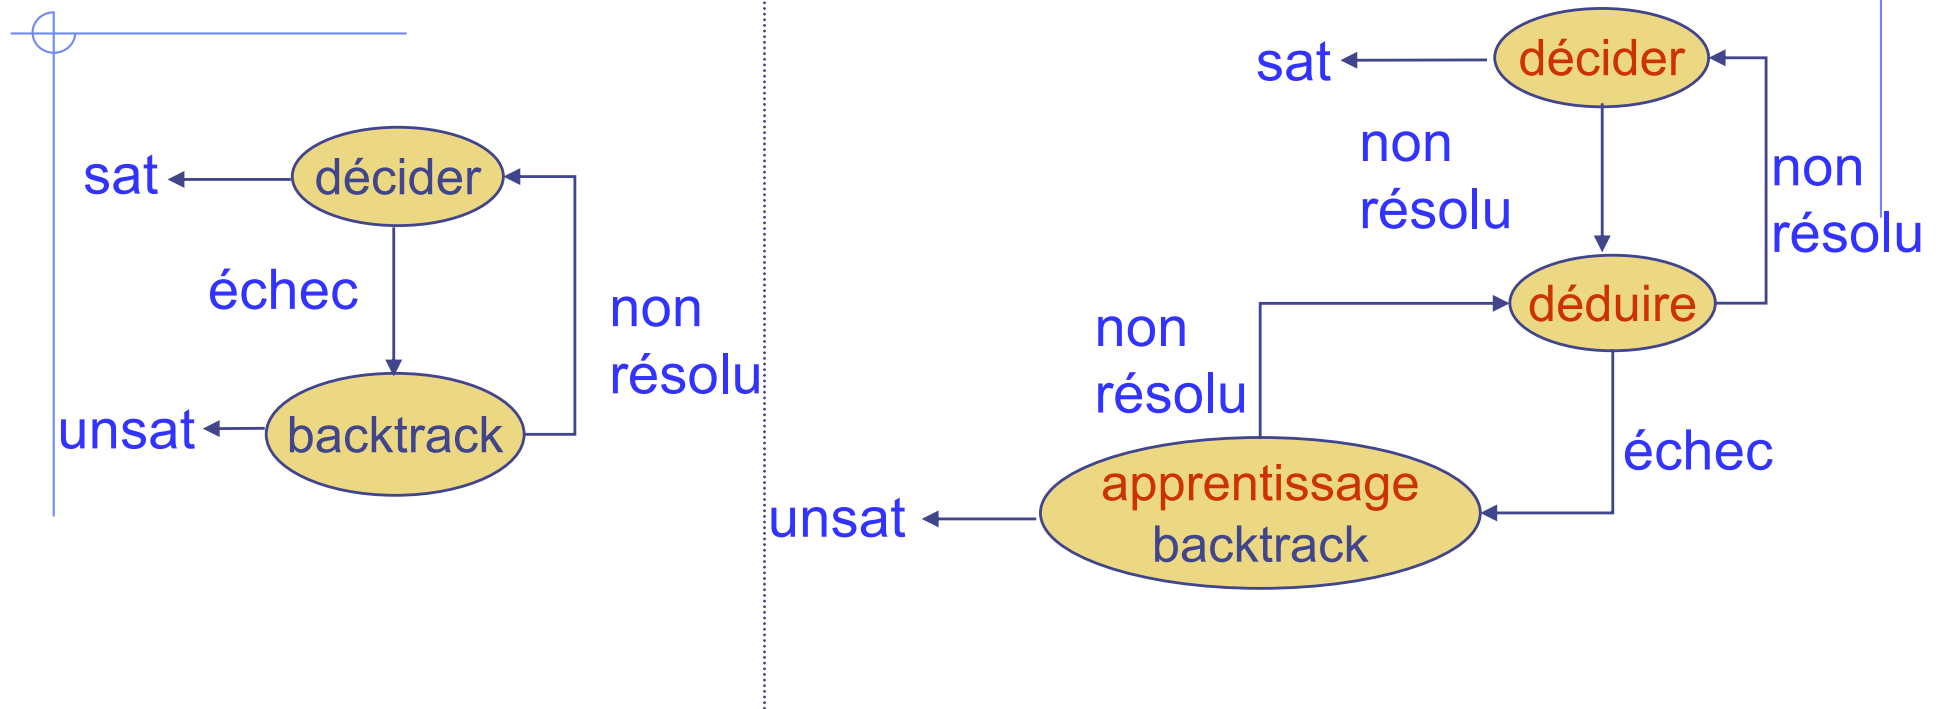 sat
décider
échec
non
résolu
unsat
backtrack
sat
décider
non
résolu
non
résolu
déduire
non
résolu
échec
apprentissage
backtrack
unsat